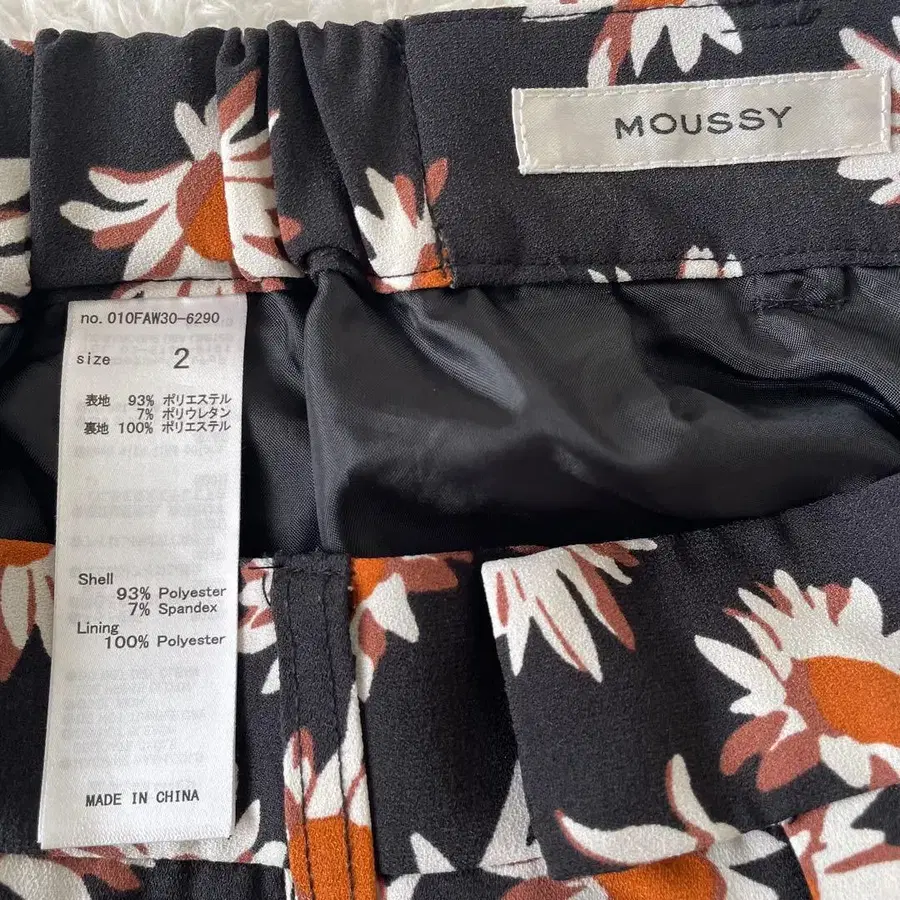 MOUSSY
no. 010FAW30-6290
size 2
表地 93% ポリエステル
7% ポリウレタン
裏地 100% ポリエステル
Shell
93% Polyester
7% Spandex
Lining
100% Polyester
MADE IN CHINA